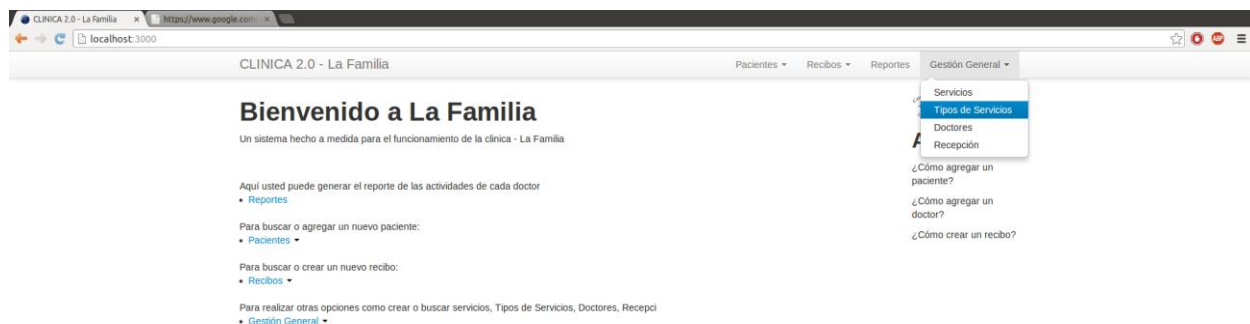 CLINICA 2.0 - La Familia
https://www.google.com/
localhost:3000
CLINICA 2.0 - La Familia
Pacientes Recibos Reportes Gestión General
Servicios
Tipos de Servicios
Doctores
Recepción
Bienvenido a La Familia
Un sistema hecho a medida para el funcionamiento de la clinica - La Familia
Aquí usted puede generar el reporte de las actividades de cada doctor
• Reportes
Para buscar o agregar un nuevo paciente:
• Pacientes
Para buscar o crear un nuevo recibo:
• Recibos
Para realizar otras opciones como crear o buscar servicios, Tipos de Servicios, Doctores, Recepci
• Gestión General
¿Cómo agregar un
paciente?
¿Cómo agregar un
doctor?
¿Cómo crear un recibo?